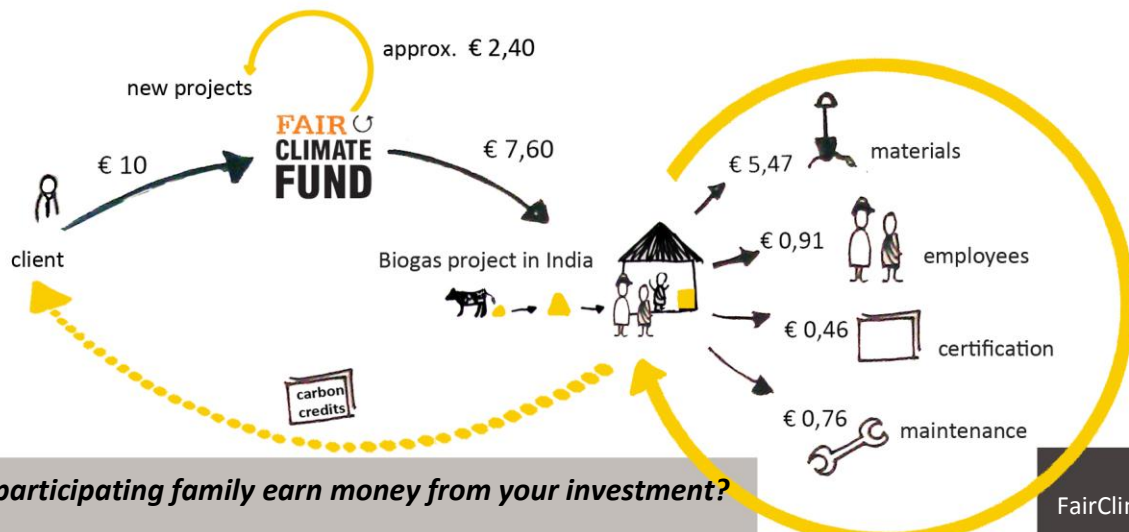 approx. € 2,40
new projects
FAIR
CLIMATE
FUND
€ 10
€ 7,60
client
Biogas project in India
carbon
credits
€ 5,47
materials
€ 0,91
employees
€ 0,46
certification
€ 0,76
maintenance
participating family earn money from your investment?
FairClim